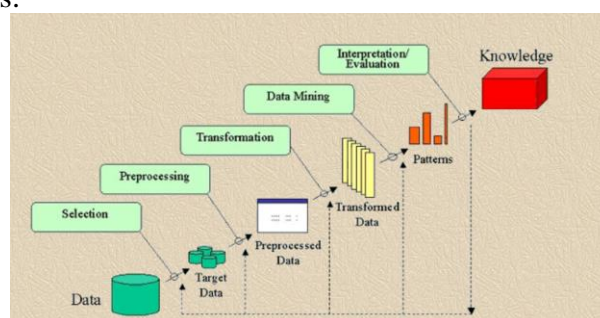 s.
Interpretation/
Evaluation
Knowledge
Data Mining
Transformation
Patterns
Preprocessing
Transformed
Data
Selection
Preprocessed
Data
Target
Data
Data